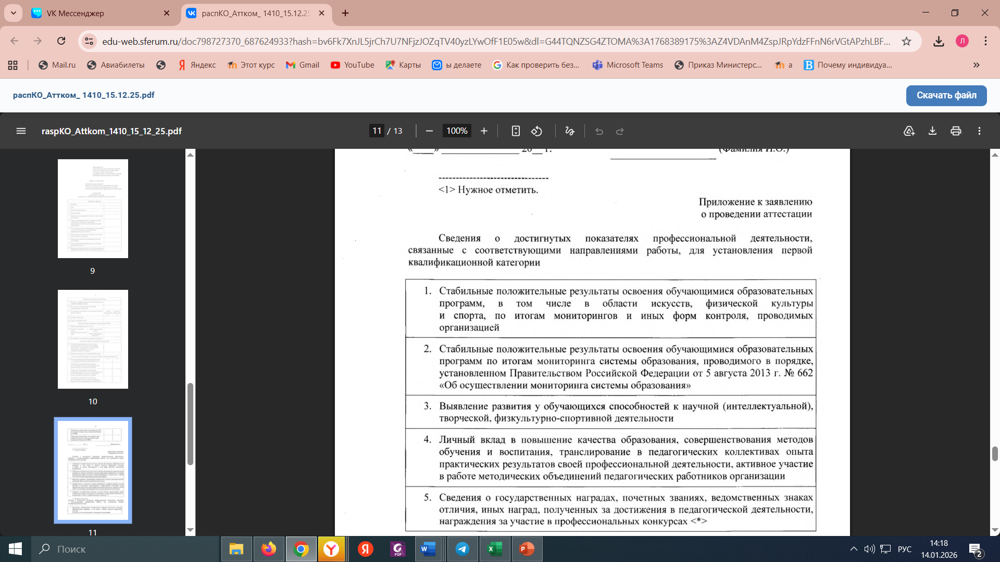 VK Мессенджер
распКО_Аттком_ 1410_15.12.25
edu-web.sferum.ru/doc798727370_687624933?hash=bv6Fk7XnJL5jrCh7U7NFjzJOZqTV40yzLYwOfF1E05w&dl=G44TQNZSG4ZTOMA%3A1768389175%3AZ4VDAnM4ZspJRpYdzFFnN6rVGtAPzhLBF...
Л
Mail.ru
Авиабилеты
Яндекс
Этот курс
Gmail
YouTube
Карты
ы делаете
Как проверить без...
Microsoft Teams
Приказ Министерс...
а
Почему индивидуа...
распКО_Аттком_ 1410_15.12.25.pdf
Скачать файл
raspKO_Attkom_1410_15_12_25.pdf
11 / 13
100%
9
10
11
«____» ________________ 20__ г.
(Фамилия И.О.)
<1> Нужное отметить.
Приложение к заявлению
о проведении аттестации
Сведения о достигнутых показателях профессиональной деятельности,
связанные с соответствующими направлениями работы, для установления первой
квалификационной категории
1. Стабильные положительные результаты освоения обучающимися образовательных
программ, в том числе в области искусств, физической культуры
и спорта, по итогам мониторингов и иных форм контроля, проводимых
организацией
2. Стабильные положительные результаты освоения обучающимися образовательных
программ по итогам мониторинга системы образования, проводимого в порядке,
установленном Правительством Российской Федерации от 5 августа 2013 г. № 662
«Об осуществлении мониторинга системы образования»
3. Выявление развития у обучающихся способностей к научной (интеллектуальной),
творческой, физкультурно-спортивной деятельности
4. Личный вклад в повышение качества образования, совершенствования методов
обучения и воспитания, транслирование в педагогических коллективах опыта
практических результатов своей профессиональной деятельности, активное участие
в работе методических объединений педагогических работников организации
5. Сведения о государственных наградах, почетных званиях, ведомственных знаках
отличия, иных наград, полученных за достижения в педагогической деятельности,
награждения за участие в профессиональных конкурсах <*>
Поиск
РУС
14:18
14.01.2026
2